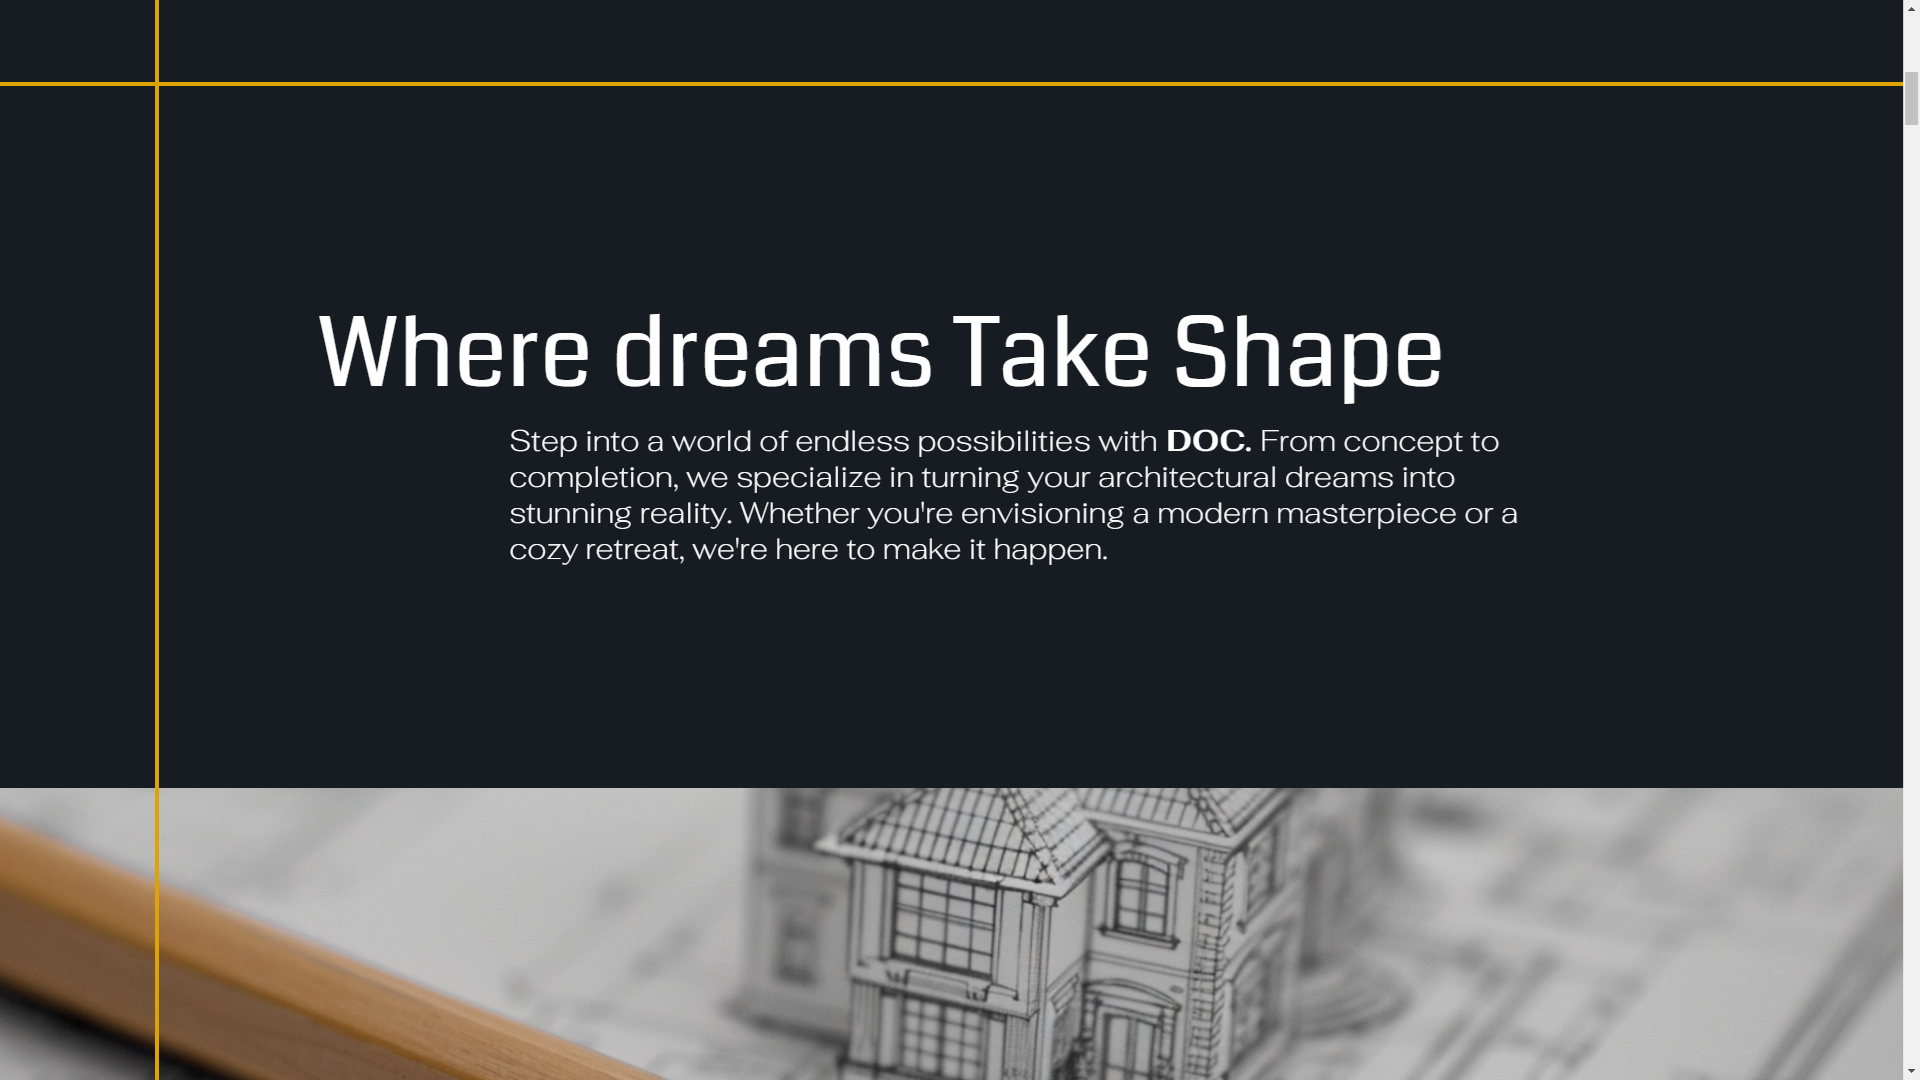 Where dreams Take Shape
Step into a world of endless possibilities with DOC. From concept to
completion, we specialize in turning your architectural dreams into
stunning reality. Whether you're envisioning a modern masterpiece or a
cozy retreat, we're here to make it happen.